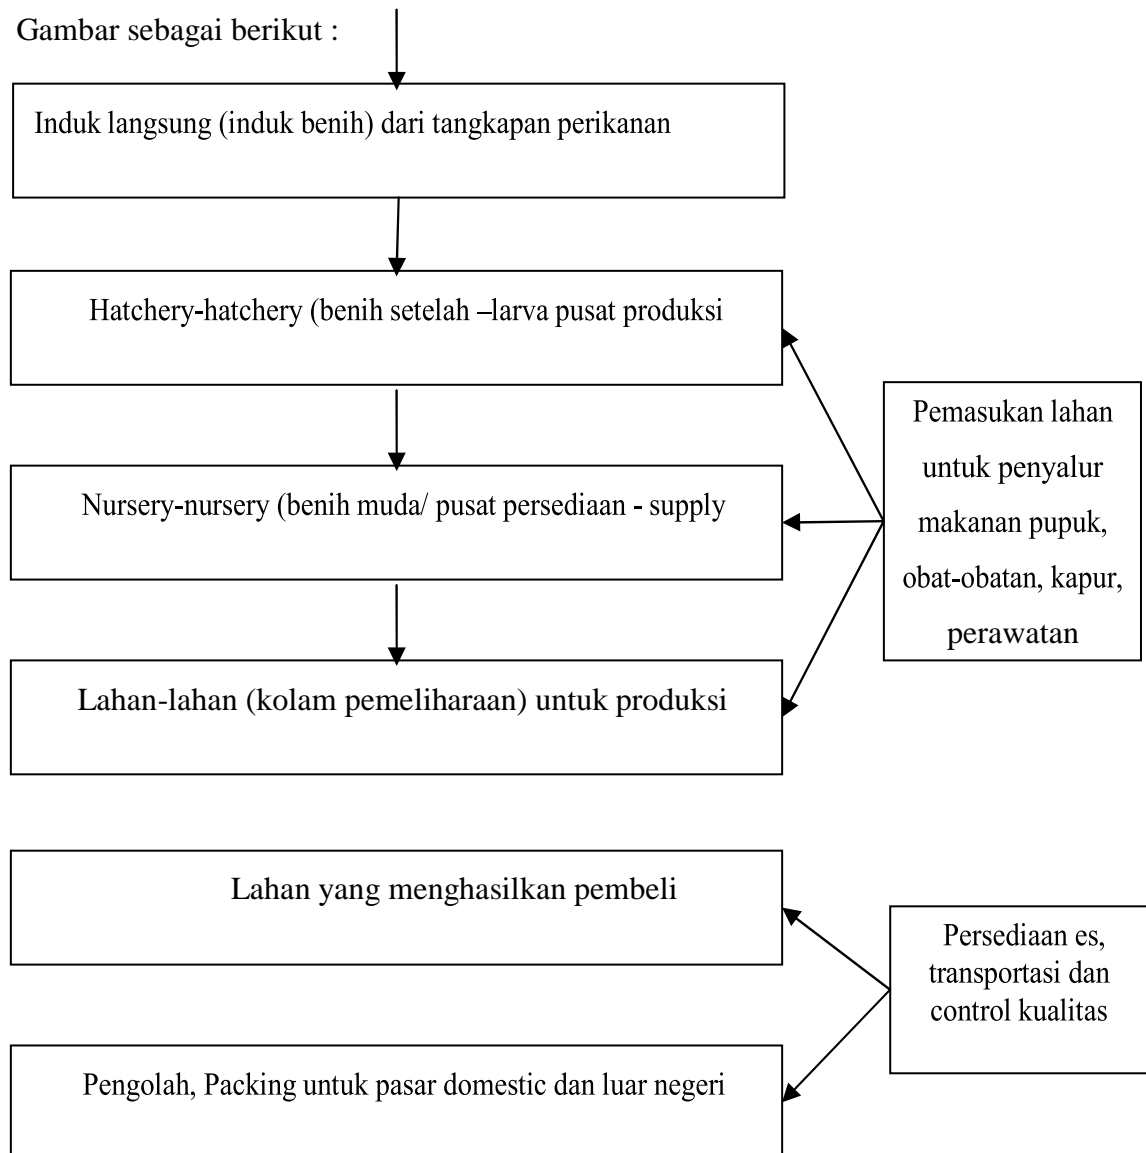 Gambar sebagai berikut :
Induk langsung (induk benih) dari tangkapan perikanan
Hatchery-hatchery (benih setelah –larva pusat produksi
Nursery-nursery (benih muda/ pusat persediaan - supply
Lahan-lahan (kolam pemeliharaan) untuk produksi
Pemasukan lahan
untuk penyalur
makanan pupuk,
obat-obatan, kapur,
perawatan
Lahan yang menghasilkan pembeli
Pengolah, Packing untuk pasar domestic dan luar negeri
Persediaan es,
transportasi dan
control kualitas